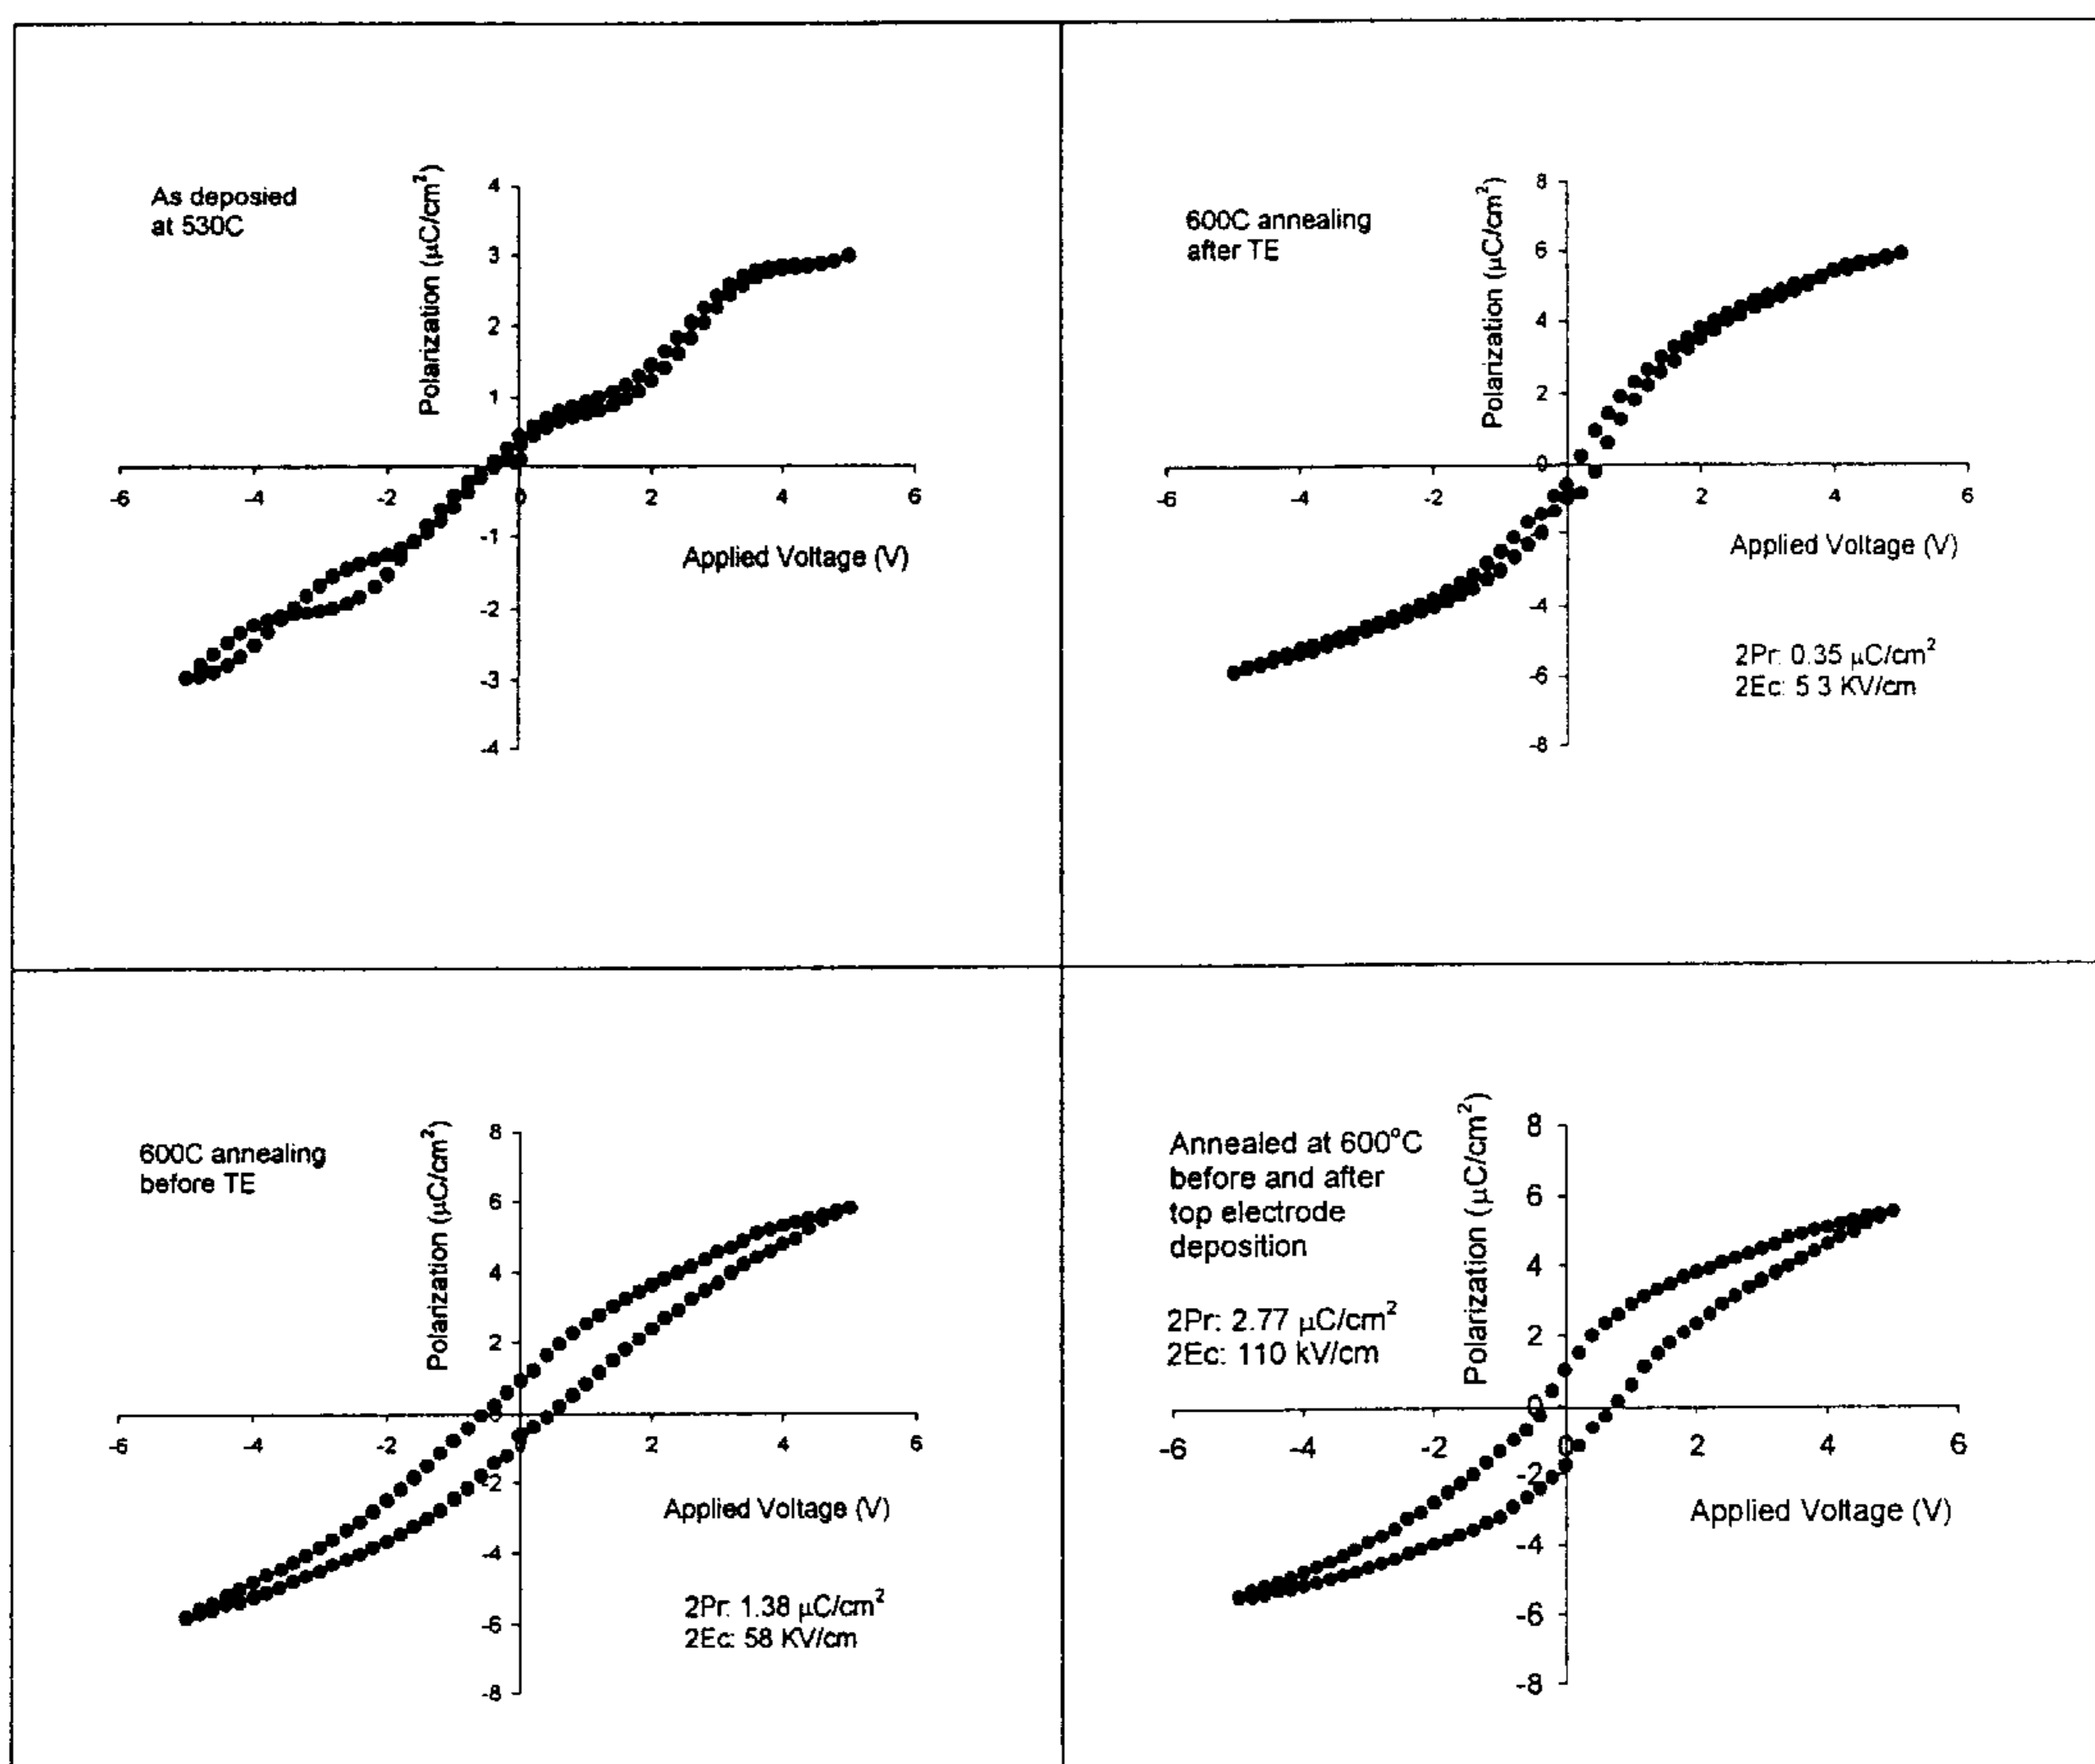 As deposied
at 530C
Polarization (μC/cm²)
4
3
2
1
-1
-2
-3
-4
-6
-4
-2
0
2
4
6
Applied Voltage (V)
600C annealing
after TE
Polarization (μC/cm²)
8
6
4
2
0
-4
-6
-8
-6
-4
-2
2
4
6
Applied Voltage (V)
2Pr: 0.35 μC/cm²
2Ec: 5 3 KV/cm
600C annealing
before TE
Polarization (μC/cm²)
8
6
4
2
0
-2
-4
-6
-8
-6
-4
-2
0
2
4
6
Applied Voltage (V)
2Pr: 1.38 μC/cm²
2Ec: 58 KV/cm
Annealed at 600°C
before and after
top electrode
deposition
2Pr: 2.77 μC/cm²
2Ec: 110 kV/cm
Polarization (μC/cm²)
8
6
4
2
0
-2
-4
-6
-8
-6
-4
-2
0
2
4
6
Applied Voltage (V)